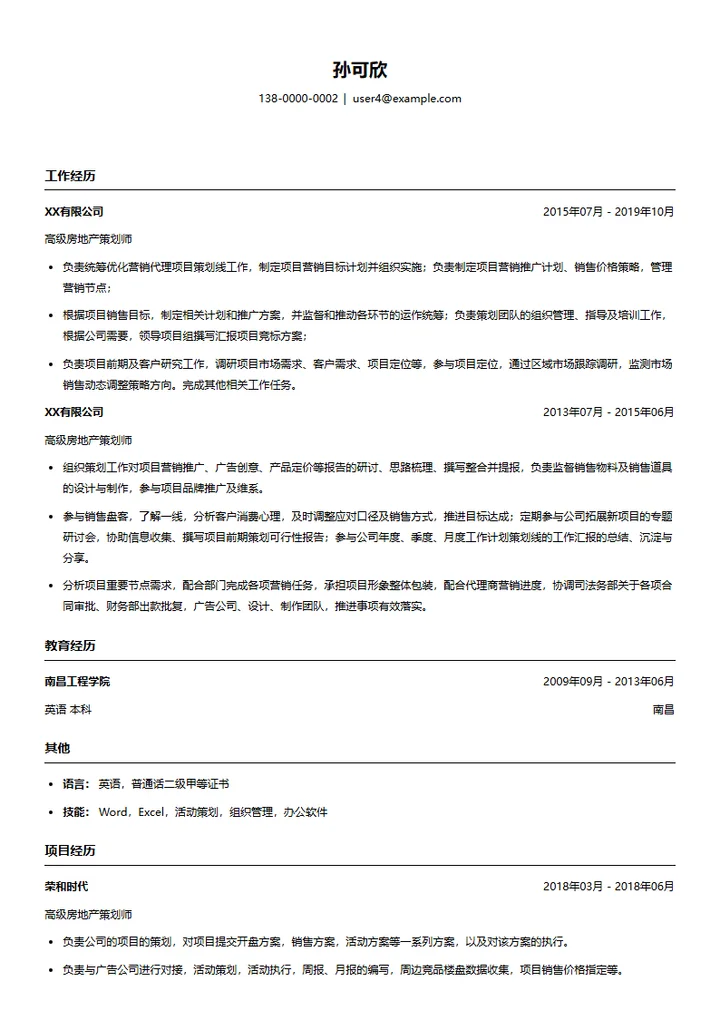 孙可欣
138-0000-0002 | user4@example.com
工作经历
XX有限公司 2015年07月 - 2019年10月
高级房地产策划师
• 负责统筹优化营销代理项目策划线工作，制定项目营销目标计划并组织实施；负责制定项目营销推广计划、销售价格策略，管理
营销节点；
• 根据项目销售目标，制定相关计划和推广方案，并监督和推动各环节的运作统筹；负责策划团队的组织管理、指导及培训工作，
根据公司需要，领导项目组撰写汇报项目竞标方案；
• 负责项目前期及客户研究工作，调研项目市场需求、客户需求、项目定位等，参与项目定位，通过区域市场跟踪调研，监测市场
销售动态调整策略方向。完成其他相关工作任务。
XX有限公司 2013年07月 - 2015年06月
高级房地产策划师
• 组织策划工作对项目营销推广、广告创意、产品定价等报告的研讨、思路梳理、撰写整合并提报，负责监督销售物料及销售道具
的设计与制作，参与项目品牌推广及维系。
• 参与销售盘客，了解一线，分析客户消费心理，及时调整应对口径及销售方式，推进目标达成；定期参与公司拓展新项目的专题
研讨会，协助信息收集、撰写项目前期策划可行性报告；参与公司年度、季度、月度工作计划策划线的工作汇报的总结、沉淀与
分享。
• 分析项目重要节点需求，配合部门完成各项营销任务，承担项目形象整体包装，配合代理商营销进度，协调司法务部关于各项合
同审批、财务部出款批复，广告公司、设计、制作团队，推进事项有效落实。
教育经历
南昌工程学院 2009年09月 - 2013年06月
英语 本科 南昌
其他
• 语言： 英语，普通话二级甲等证书
• 技能： Word，Excel，活动策划，组织管理，办公软件
项目经历
荣和时代 2018年03月 - 2018年06月
高级房地产策划师
• 负责公司的项目的策划，对项目提交开盘方案，销售方案，活动方案等一系列方案，以及对该方案的执行。
• 负责与广告公司进行对接，活动策划，活动执行，周报、月报的编写，周边竞品楼盘数据收集，项目销售价格指定等。